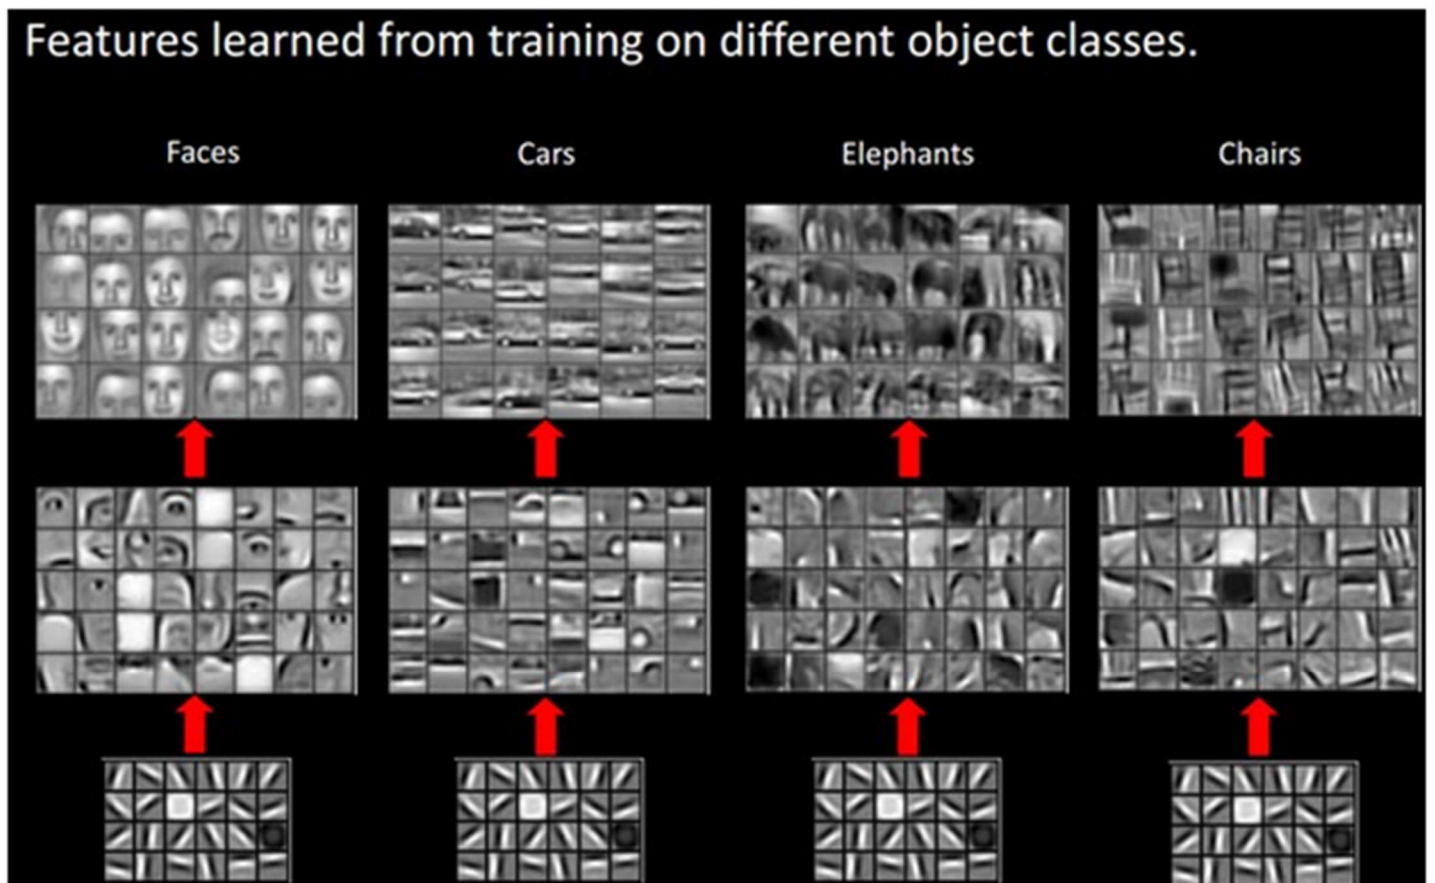 Features learned from training on different object classes.
Faces
Cars
Elephants
Chairs